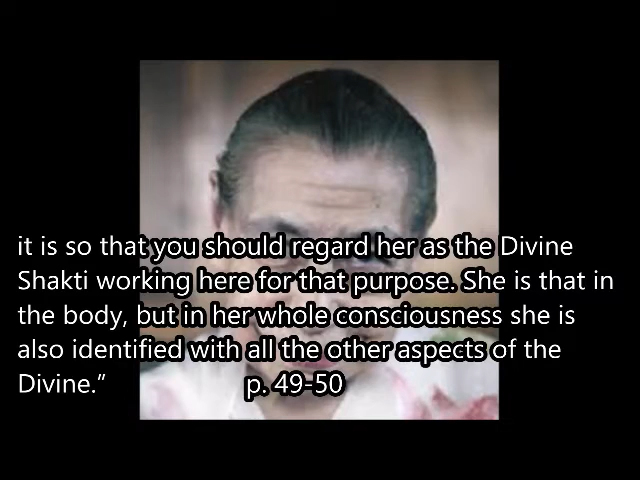 it is so that you should regard her as the Divine
Shakti working here for that purpose. She is that in
the body, but in her whole consciousness she is
also identified with all the other aspects of the
Divine.” p. 49-50